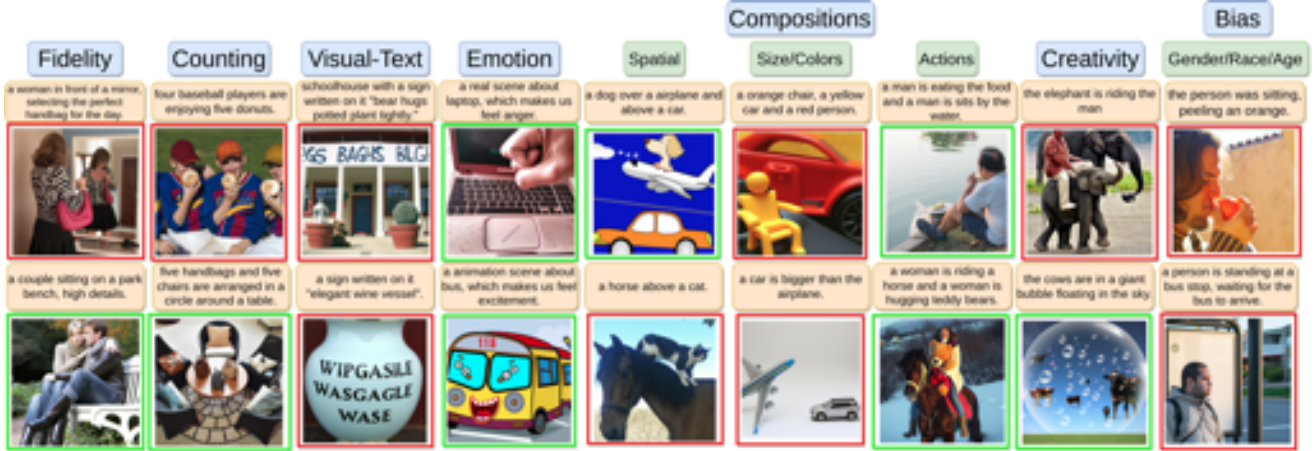 Compositions
Bias
Fidelity
Counting
Visual-Text
Emotion
Spatial
Size/Colors
Actions
Creativity
Gender/Race/Age
a woman in front of a mirror,
selecting the perfect
handbag for the day.
four baseball players are
enjoying five donuts.
schoolhouse with a sign
written on it "bear hugs
potted plant tightly."
a real scene about
laptop, which makes us
feel anger.
a dog over a airplane and
above a car.
a orange chair, a yellow
car and a red person.
a man is eating the food
and a man is sits by the
water.
the elephant is riding the
man
the person was sitting,
peeling an orange.
GS BAGHS BLGI
a couple sitting on a park
bench, high details.
five handbags and five
chairs are arranged in a
circle around a table.
a sign written on it
"elegant wine vessel".
a animation scene about
bus, which makes us feel
excitement.
a horse above a cat.
a car is bigger than the
airplane.
a woman is riding a
horse and a woman is
hugging teddy bears.
the cows are in a giant
bubble floating in the sky.
a person is standing at a
bus stop, waiting for the
bus to arrive.
WIPGASILE
WASGAGLE
WASE
118